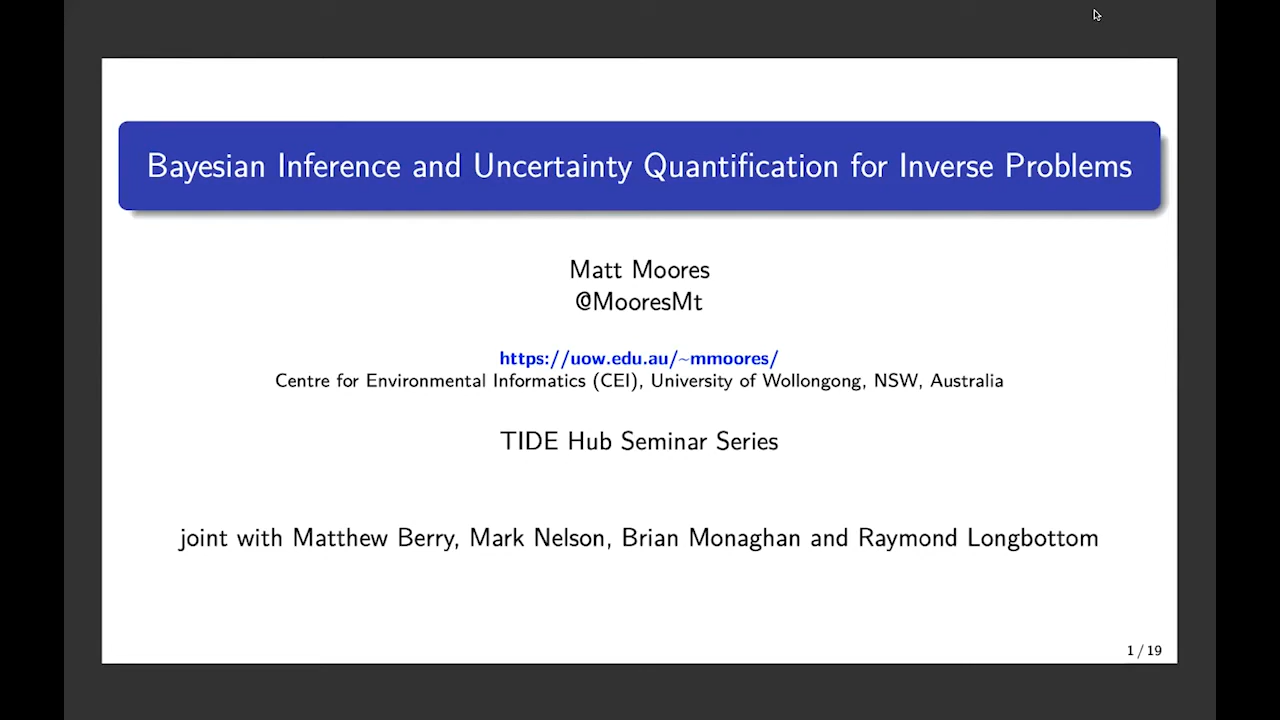 Bayesian Inference and Uncertainty Quantification for Inverse Problems
Matt Moores
@MooresMt
https://uow.edu.au/~mmoores/
Centre for Environmental Informatics (CEI), University of Wollongong, NSW, Australia
TIDE Hub Seminar Series
joint with Matthew Berry, Mark Nelson, Brian Monaghan and Raymond Longbottom
1 / 19